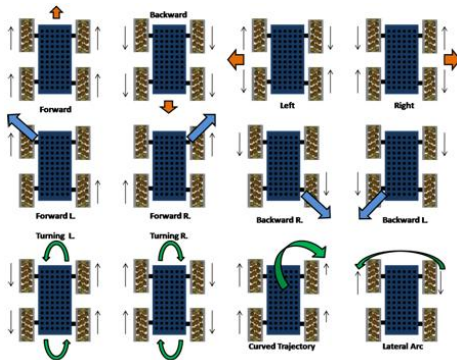 Backward
Forward
Left
Right
Forward L.
Forward R.
Backward R.
Backward L.
Turning L.
Turning R.
Curved Trajectory
Lateral Arc